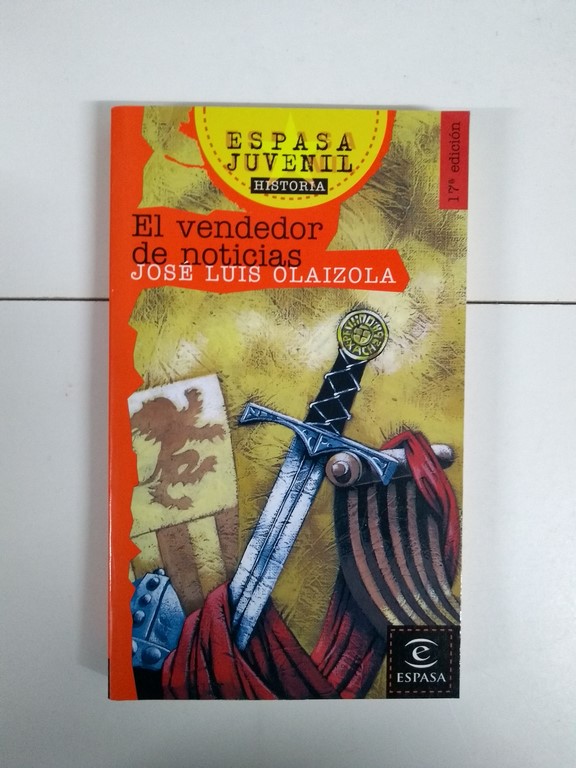 ESPASA
JUVENIL
HISTORIA
17ª edición
El vendedor
de noticias
JOSÉ LUIS OLAIZOLA
e
ESPASA